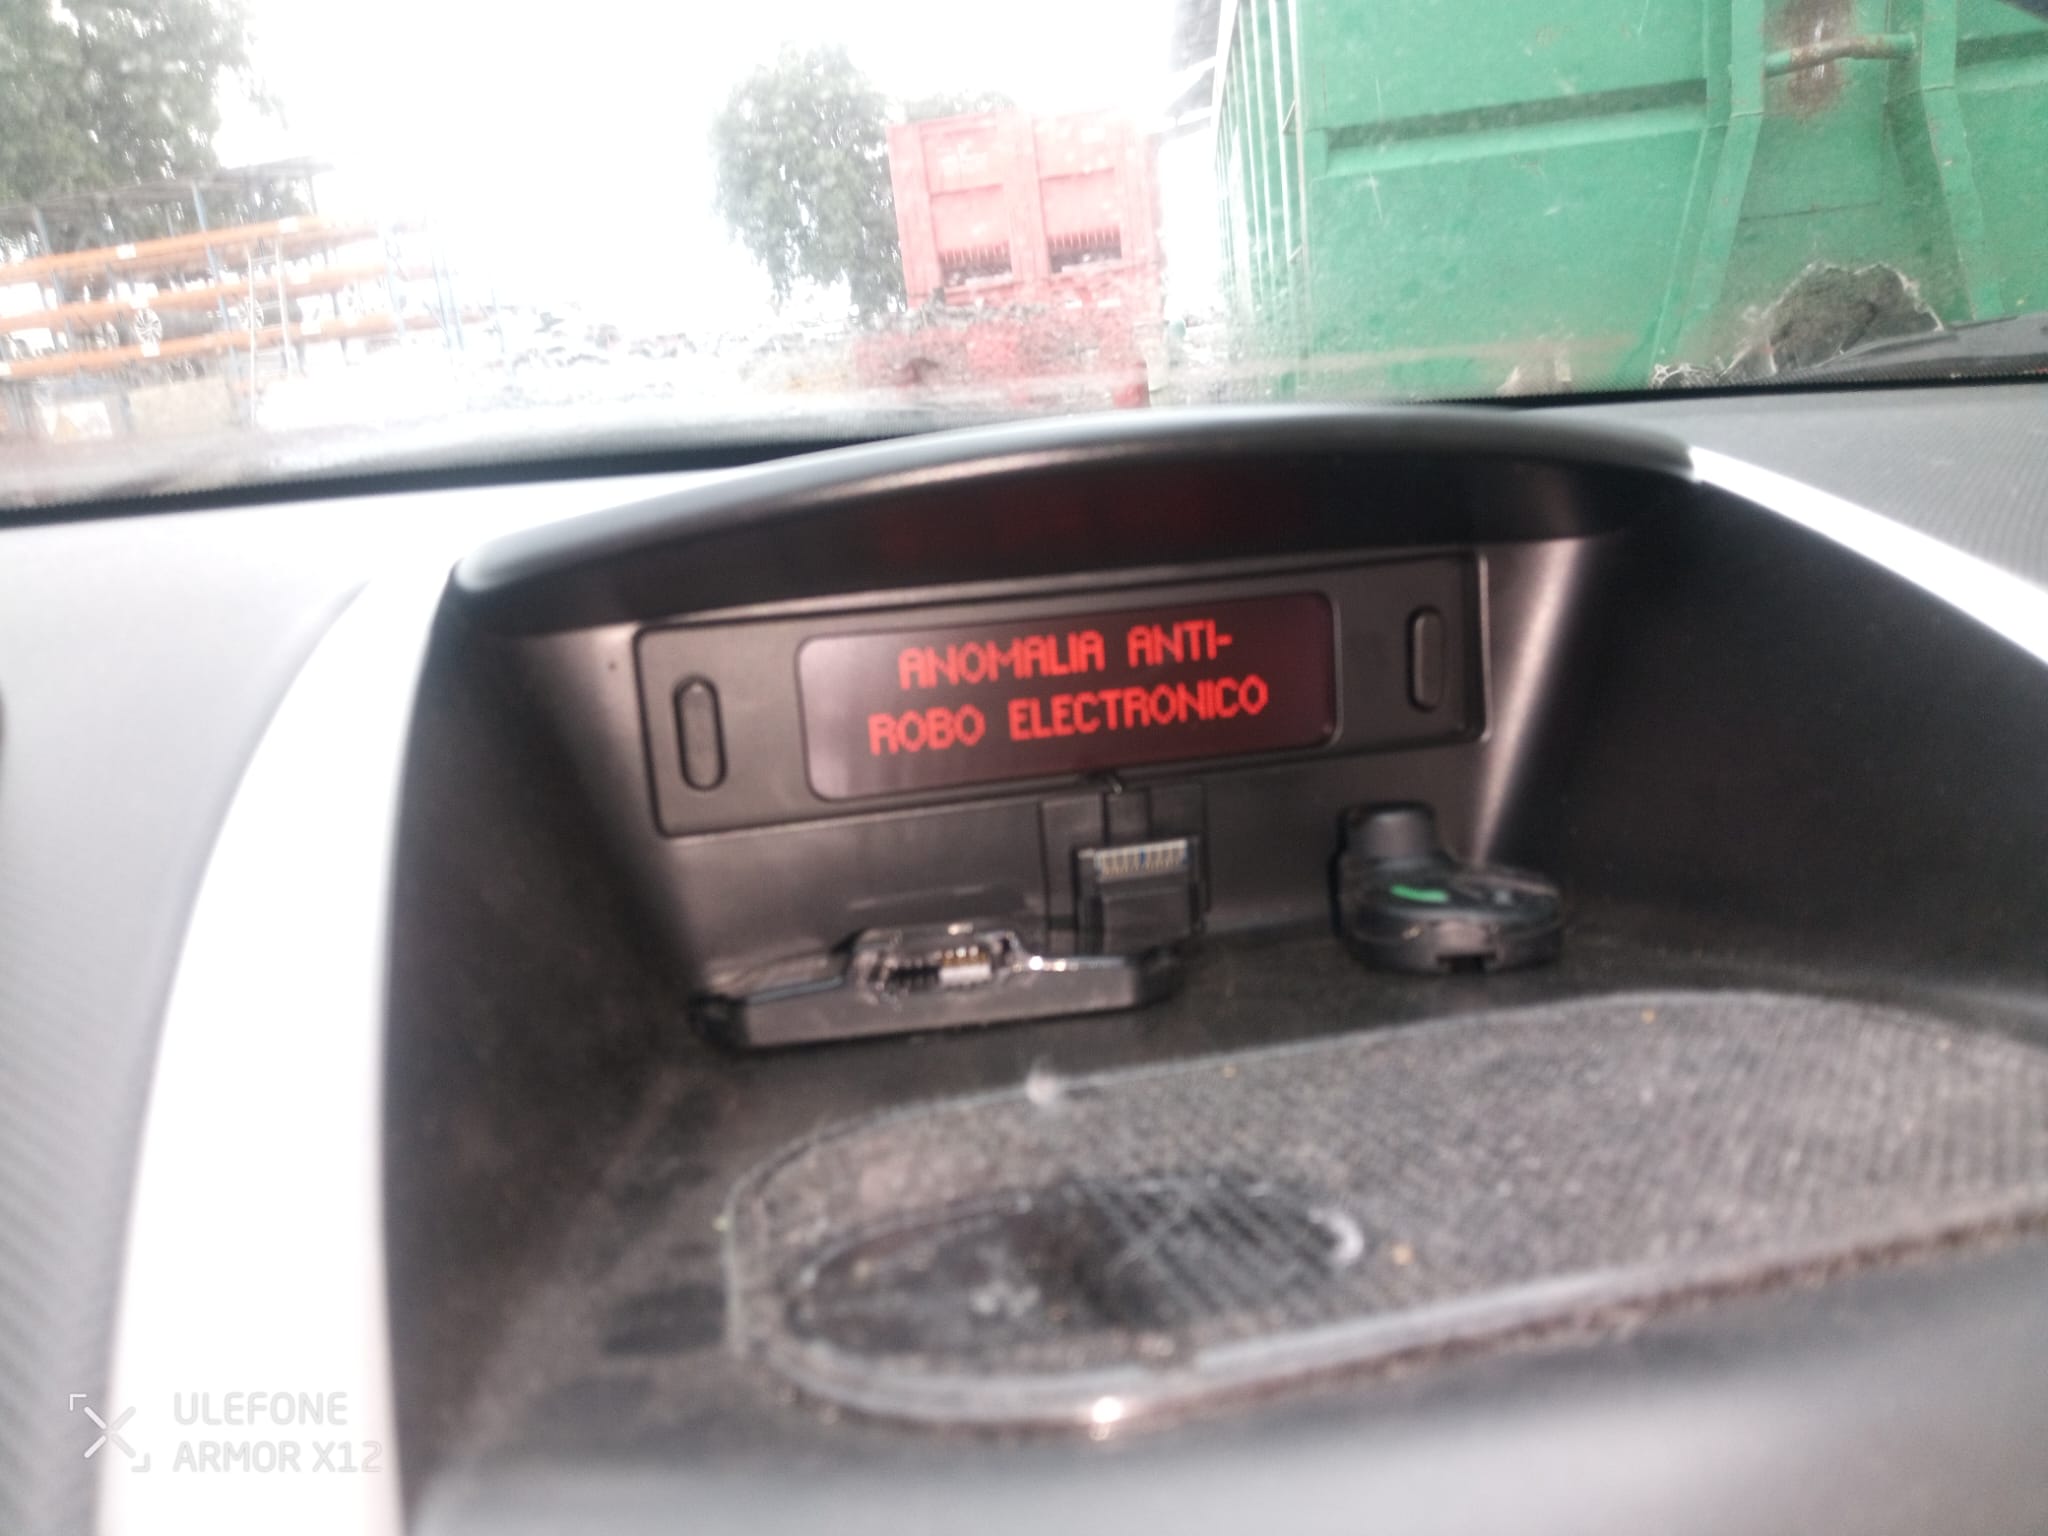 ANOMALIA ANTI-
ROBO ELECTRONICO
ULEFONE
ARMOR X12